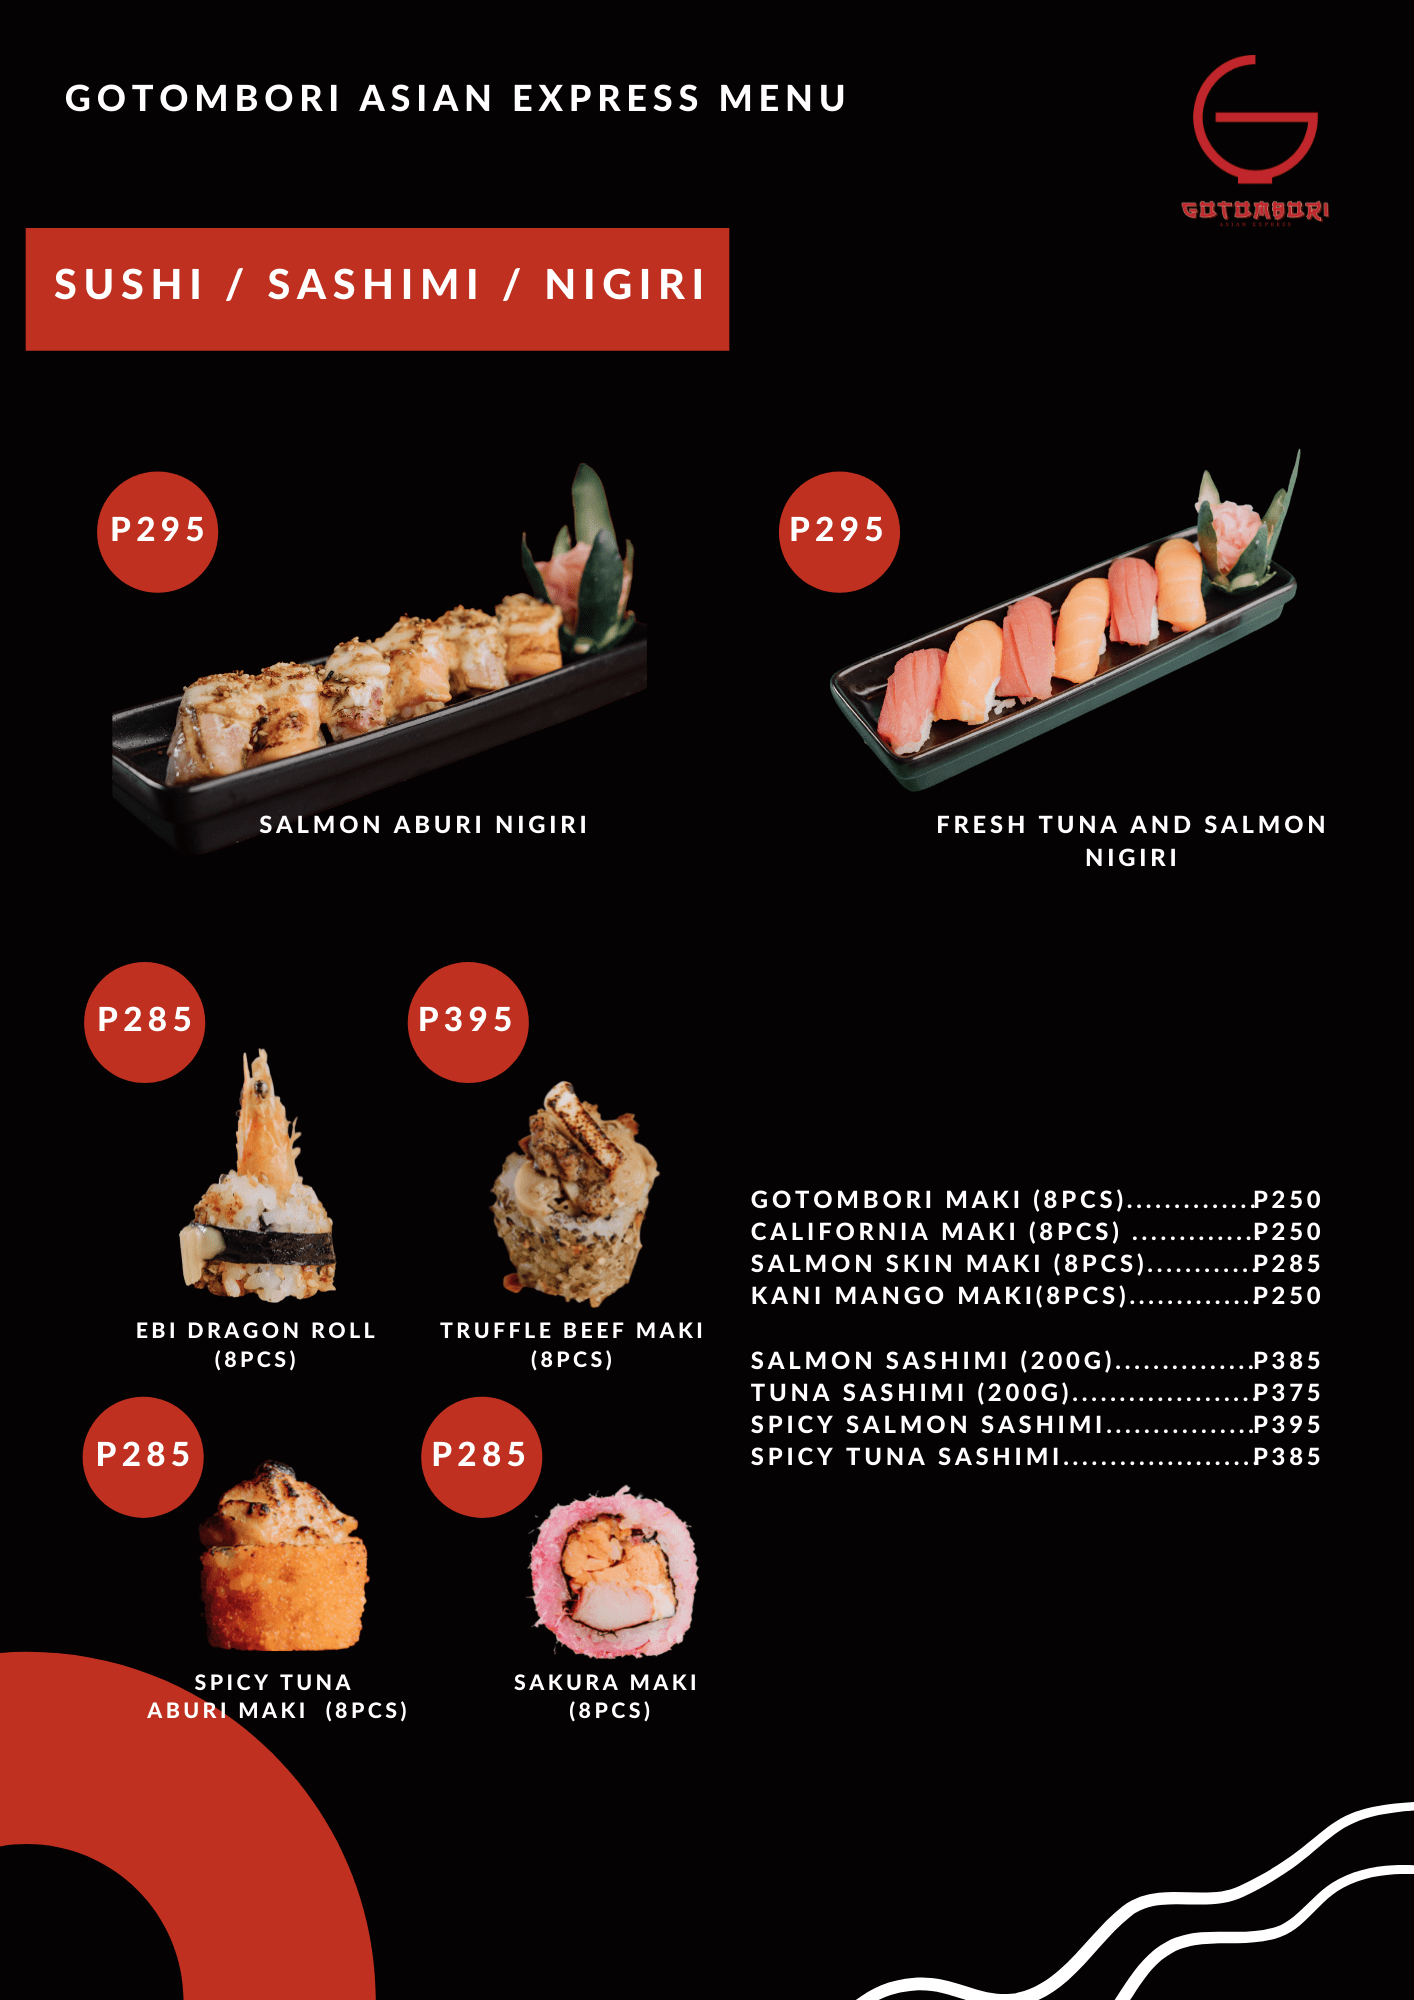 GOTOMBORI ASIAN EXPRESS MENU
GOTOMBORI
ASIAN EXPRESS
SUSHI / SASHIMI / NIGIRI
P295
SALMON ABURI NIGIRI
P295
FRESH TUNA AND SALMON
NIGIRI
P285
EBI DRAGON ROLL
(8PCS)
P395
TRUFFLE BEEF MAKI
(8PCS)
P285
SPICY TUNA
ABURI MAKI (8PCS)
P285
SAKURA MAKI
(8PCS)
GOTOMBORI MAKI (8PCS)..............P250
CALIFORNIA MAKI (8PCS) .............P250
SALMON SKIN MAKI (8PCS)............P285
KANI MANGO MAKI(8PCS)..............P250
SALMON SASHIMI (200G)...............P385
TUNA SASHIMI (200G)....................P375
SPICY SALMON SASHIMI................P395
SPICY TUNA SASHIMI....................P385